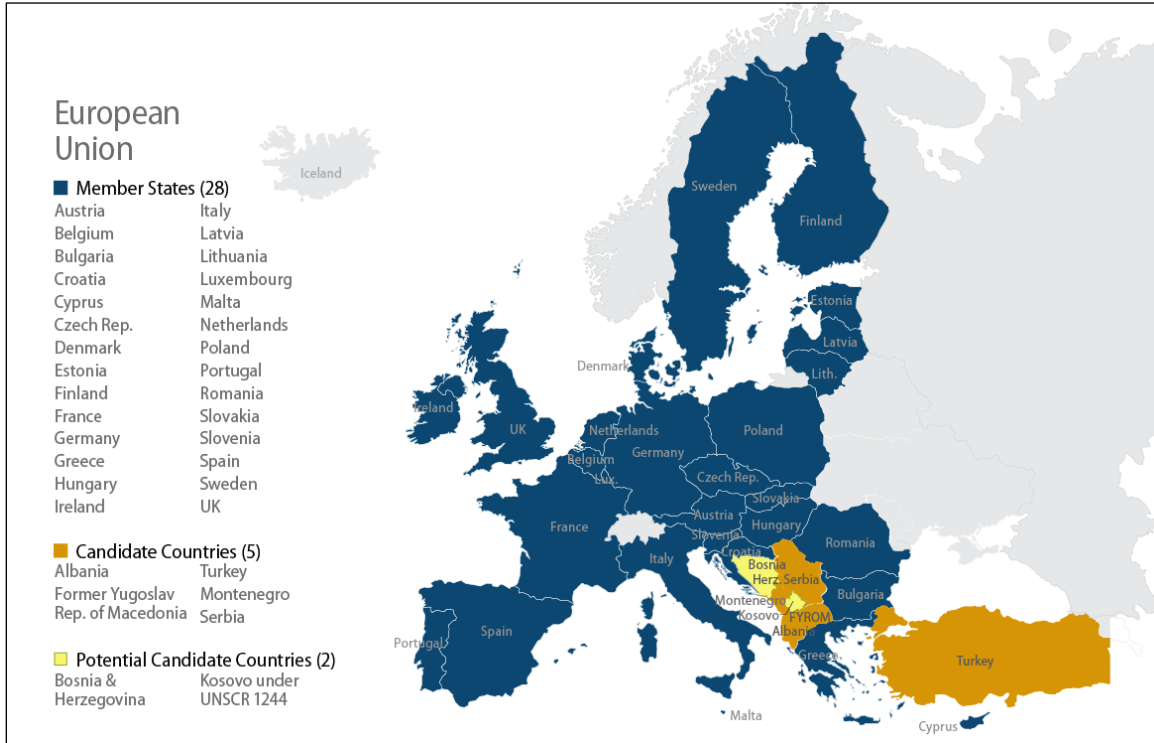 European
Union
Member States (28)
Austria Italy
Belgium Latvia
Bulgaria Lithuania
Croatia Luxembourg
Cyprus Malta
Czech Rep. Netherlands
Denmark Poland
Estonia Portugal
Finland Romania
France Slovakia
Germany Slovenia
Greece Spain
Hungary Sweden
Ireland UK
Candidate Countries (5)
Albania Turkey
Former Yugoslav Montenegro
Rep. of Macedonia Serbia
Potential Candidate Countries (2)
Bosnia & Kosovo under
Herzegovina UNSCR 1244
Iceland
Sweden
Finland
Estonia
Latvia
Lith.
Denmark
Ireland
UK
Netherlands
Poland
Belgium
Germany
Lux.
Czech Rep.
Slovakia
Austria
Hungary
France
Slovenia
Romania
Croatia
Italy
Bosnia
Herz.
Serbia
Bulgaria
Montenegro
Kosovo
FYROM
Albania
Portugal
Spain
Greece
Turkey
Malta
Cyprus